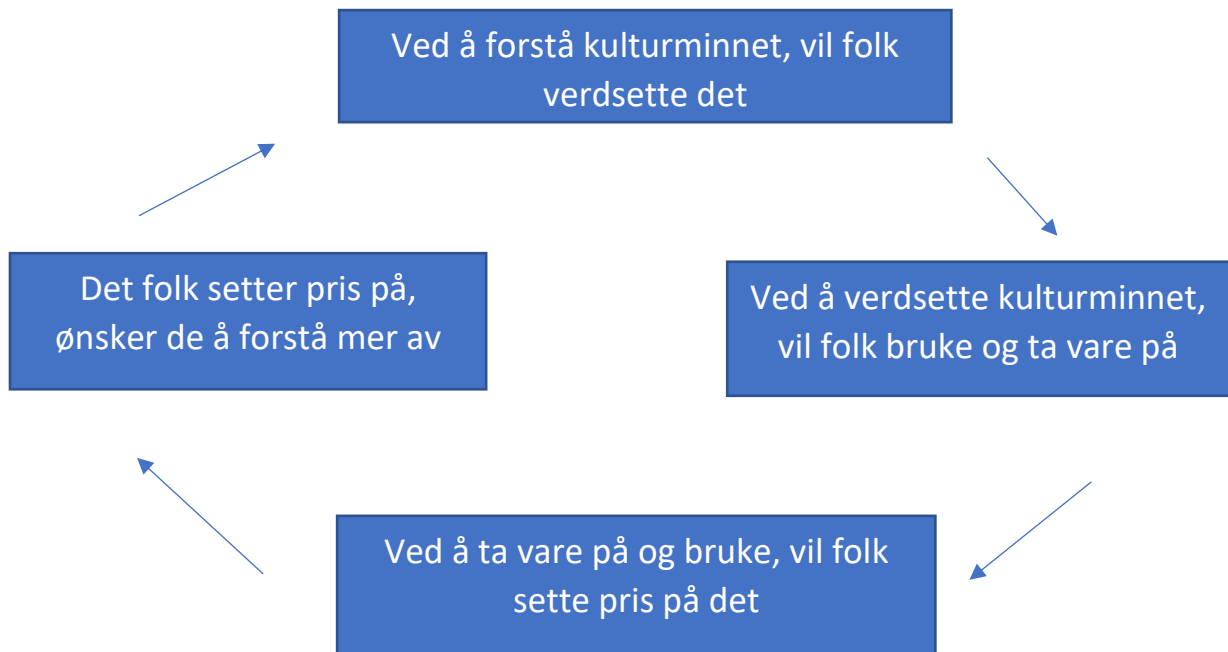 Ved å forstå kulturminnet, vil folk
verdsette det
Ved å verdsette kulturminnet,
vil folk bruke og ta vare på
Ved å ta vare på og bruke, vil folk
sette pris på det
Det folk setter pris på,
ønsker de å forstå mer av